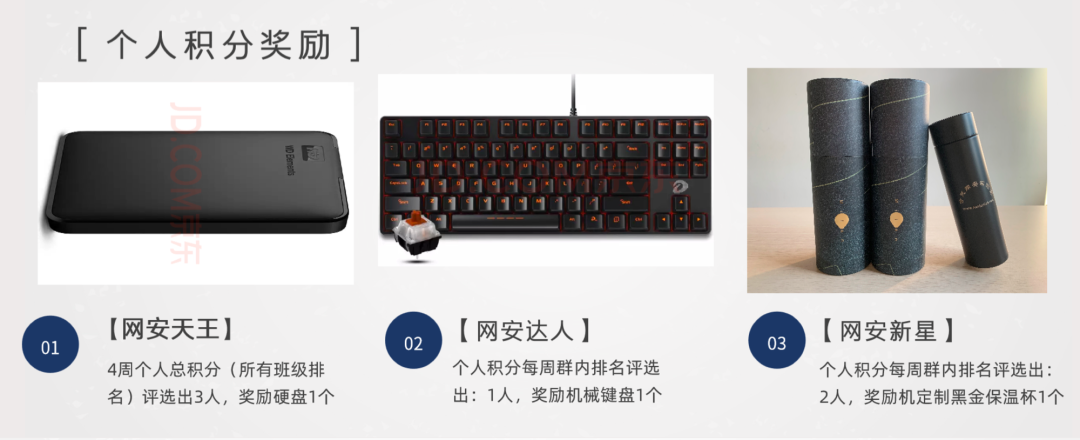 [ 个人积分奖励 ]
JD.COM京东
WD Elements
01
【网安天王】
4周个人总积分（所有班级排
名）评选出3人，奖励硬盘1个
02
【网安达人】
个人积分每周群内排名评选
出：1人，奖励机械键盘1个
03
【网安新星】
个人积分每周群内排名评选出：
2人，奖励机定制黑金保温杯1个